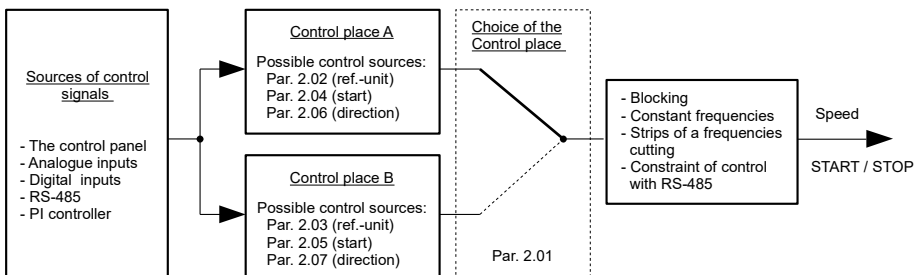 Sources of control
signals
- The control panel
- Analogue inputs
- Digital inputs
- RS-485
- PI controller
Control place A
Possible control sources:
Par. 2.02 (ref.-unit)
Par. 2.04 (start)
Par. 2.06 (direction)
Control place B
Possible control sources:
Par. 2.03 (ref.-unit)
Par. 2.05 (start)
Par. 2.07 (direction)
Choice of the
Control place
Par. 2.01
- Blocking
- Constant frequencies
- Strips of a frequencies
cutting
- Constraint of control
with RS-485
Speed
START / STOP